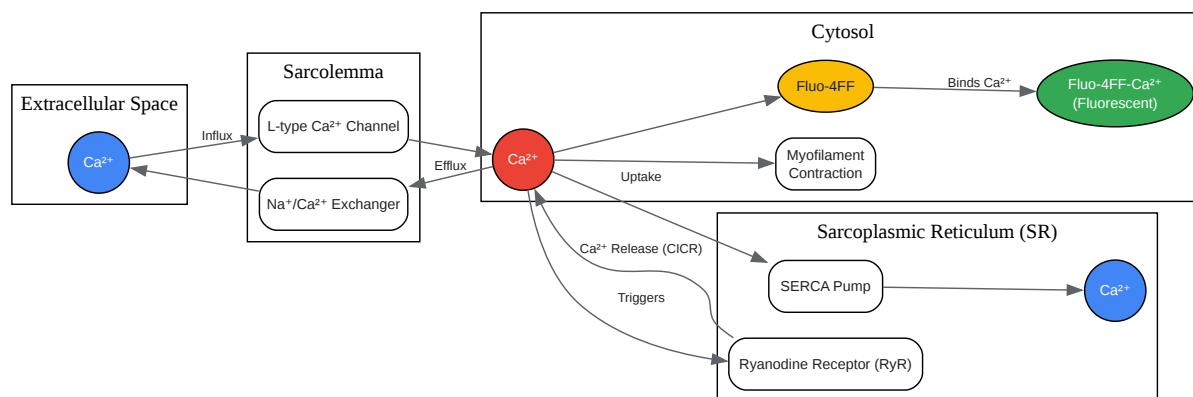 Extracellular Space
Ca²⁺
Influx
Sarcolemma
L-type Ca²⁺ Channel
Na⁺/Ca²⁺ Exchanger
Efflux
Cytosol
Ca²⁺
Fluo-4FF
Binds Ca²⁺
Fluo-4FF-Ca²⁺
(Fluorescent)
Myofilament
Contraction
Uptake
Ca²⁺ Release (CICR)
Triggers
Sarcoplasmic Reticulum (SR)
SERCA Pump
Ca²⁺
Ryanodine Receptor (RyR)